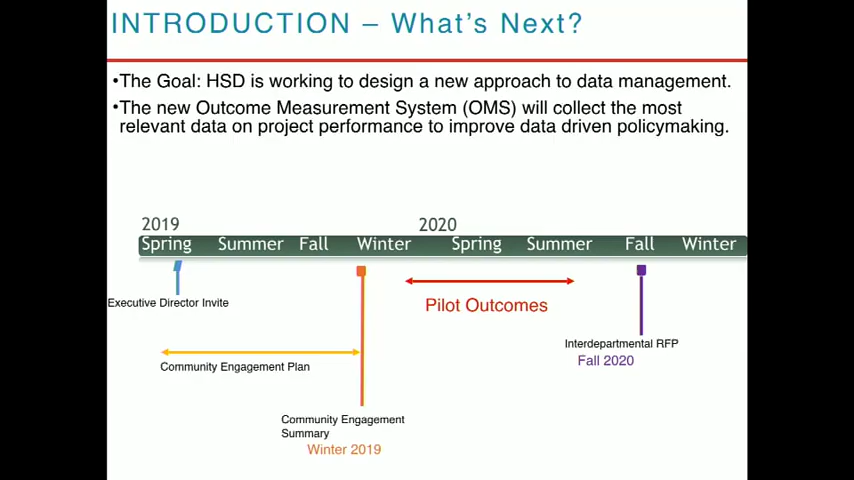 INTRODUCTION – What's Next?
•The Goal: HSD is working to design a new approach to data management.
•The new Outcome Measurement System (OMS) will collect the most
relevant data on project performance to improve data driven policymaking.
2019 2020
Spring Summer Fall Winter Spring Summer Fall Winter
Executive Director Invite
Pilot Outcomes
Interdepartmental RFP
Fall 2020
Community Engagement Plan
Community Engagement
Summary
Winter 2019